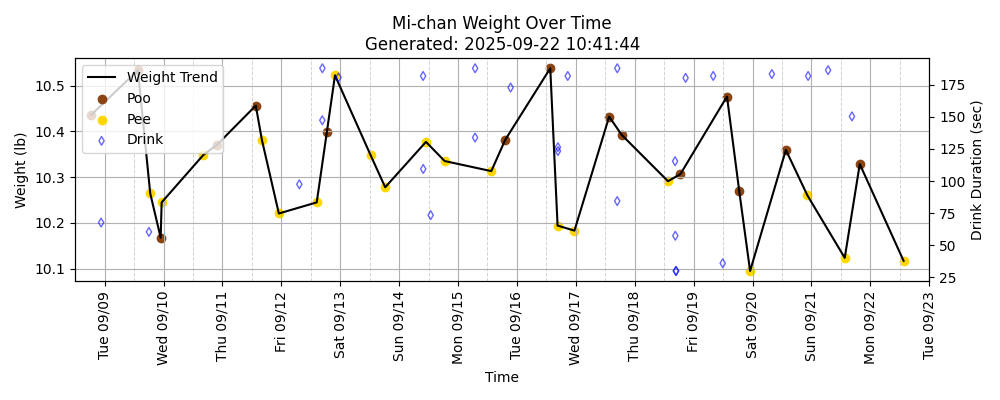 Mi-chan Weight Over Time
Generated: 2025-09-22 10:41:44
Weight Trend
Poo
Pee
Drink
Weight (lb)
10.5
10.4
10.3
10.2
10.1
Drink Duration (sec)
175
150
125
100
75
50
25
Tue 09/09
Wed 09/10
Thu 09/11
Fri 09/12
Sat 09/13
Sun 09/14
Mon 09/15
Tue 09/16
Wed 09/17
Thu 09/18
Fri 09/19
Sat 09/20
Sun 09/21
Mon 09/22
Tue 09/23
Time